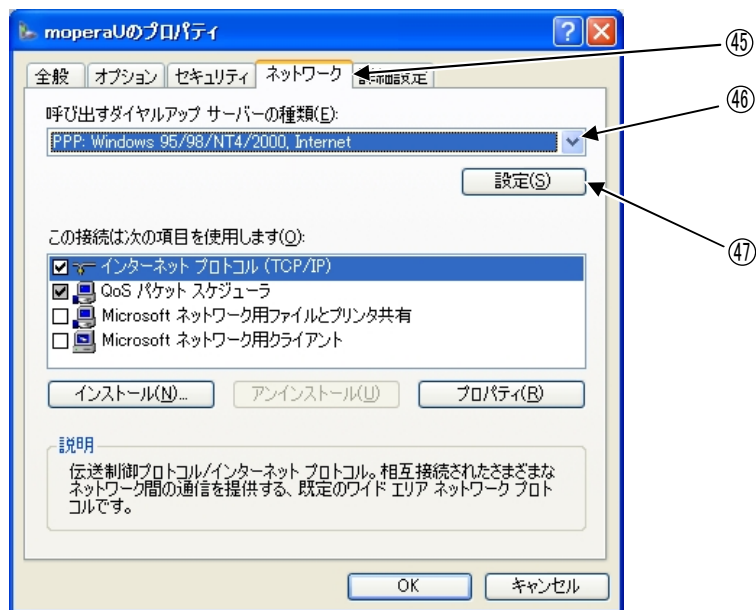 moperaUのプロパティ
㊺
全般 オプション セキュリティ ネットワーク 詳細設定
㊻
呼び出すダイヤルアップ サーバーの種類(E):
PPP: Windows 95/98/NT4/2000, Internet
設定(S)
㊼
この接続は次の項目を使用します(O):
インターネット プロトコル (TCP/IP)
QoS パケット スケジューラ
Microsoft ネットワーク用ファイルとプリンタ共有
Microsoft ネットワーク用クライアント
インストール(N)... アンインストール(U) プロパティ(R)
説明
伝送制御プロトコル/インターネット プロトコル。相互接続されたさまざまな
ネットワーク間の通信を提供する、既定のワイド エリア ネットワーク プロト
コルです。
OK キャンセル